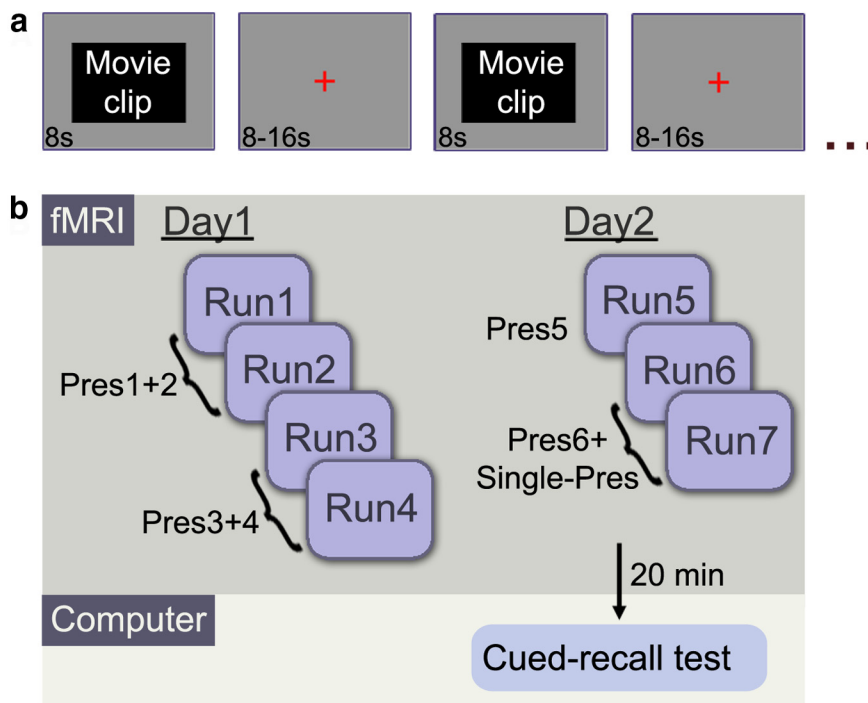 a
Movie
clip
8s
+
8-16s
Movie
clip
8s
+
8-16s
...
b
fMRI
Day1
Day2
Run1
Run2
Run3
Run4
Pres1+2
Pres3+4
Run5
Run6
Run7
Pres5
Pres6+
Single-Pres
20 min
Computer
Cued-recall test